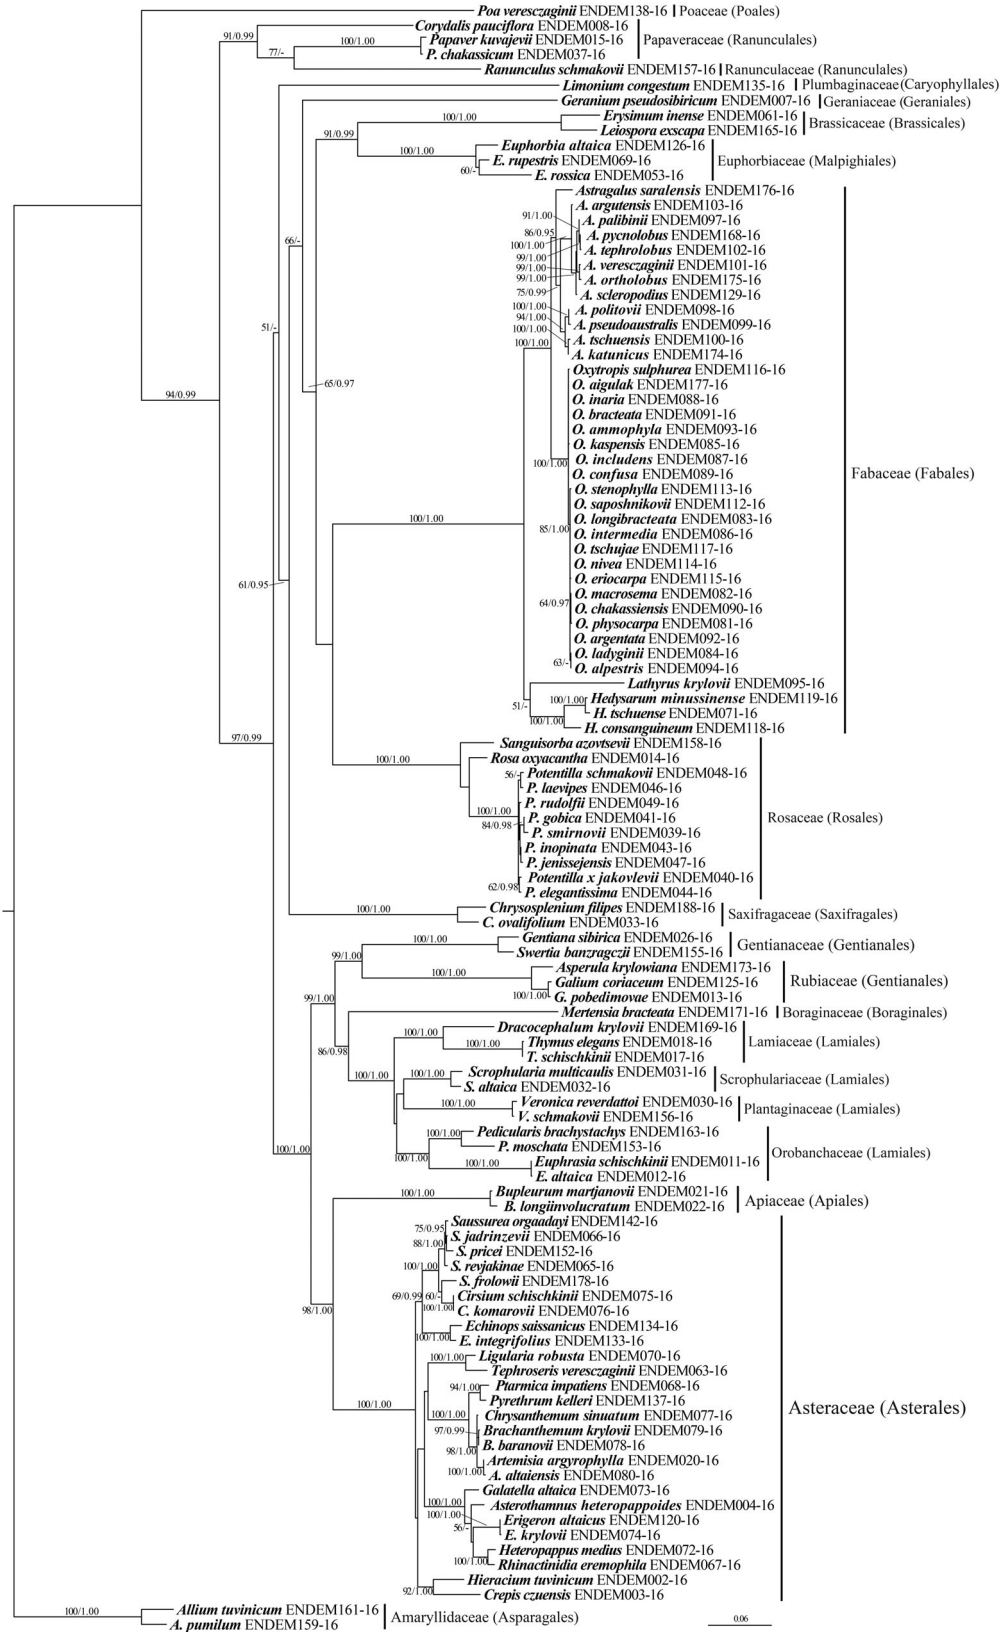 Poa veresczaginii ENDEM138-16 Poaceae (Poales)
Corydalis pauciflora ENDEM008-16
91/0.99
Papaver kuvajevii ENDEM015-16 Papaveraceae (Ranunculales)
100/1.00
77/-
P. chakassicum ENDEM037-16
Ranunculus schmakovii ENDEM157-16 Ranunculaceae (Ranunculales)
Limonium congestum ENDEM135-16 Plumbaginaceae(Caryophyllales)
Geranium pseudosibiricum ENDEM007-16 Geraniaceae (Geraniales)
Erysimum inense ENDEM061-16
100/1.00
Brassicaceae (Brassicales)
Leiospora exscapa ENDEM165-16
91/0.99
Euphorbia altaica ENDEM126-16
100/1.00
E. rupestris ENDEM069-16 Euphorbiaceae (Malpighiales)
60/-
E. rossica ENDEM053-16
Astragalus saralensis ENDEM176-16
A. argutensis ENDEM103-16
91/1.00
A. palibinii ENDEM097-16
86/0.95
A. pycnolobus ENDEM168-16
100/1.00
A. tephrolobus ENDEM102-16
99/1.00
A. veresczaginii ENDEM101-16
99/1.00
99/1.00
A. ortholobus ENDEM175-16
75/0.99
A. scleropodius ENDEM129-16
100/1.00
A. politovii ENDEM098-16
94/1.00
A. pseudoaustralis ENDEM099-16
100/1.00
A. tschuensis ENDEM100-16
100/1.00
A. katunicus ENDEM174-16
66/-
51/-
65/0.97
94/0.99
Oxytropis sulphurea ENDEM116-16
O. aigulak ENDEM177-16
O. inaria ENDEM088-16
O. bracteata ENDEM091-16
O. ammophyla ENDEM093-16
O. kaspensis ENDEM085-16
100/1.00
O. includens ENDEM087-16
O. confusa ENDEM089-16 Fabaceae (Fabales)
O. stenophylla ENDEM113-16
O. saposhnikovii ENDEM112-16
100/1.00
O. longibracteata ENDEM083-16
85/1.00
O. intermedia ENDEM086-16
O. tschujae ENDEM117-16
O. nivea ENDEM114-16
61/0.95
O. eriocarpa ENDEM115-16
O. macrosema ENDEM082-16
64/0.97
O. chakassiensis ENDEM090-16
O. physocarpa ENDEM081-16
O. argentata ENDEM092-16
O. ladyginii ENDEM084-16
63/-
O. alpestris ENDEM094-16
Lathyrus krylovii ENDEM095-16
100/1.00
Hedysarum minussinense ENDEM119-16
51/-
H. tschuense ENDEM071-16
100/1.00
H. consanguineum ENDEM118-16
97/0.99
Sanguisorba azovtsevii ENDEM158-16
100/1.00
Rosa oxyacantha ENDEM014-16
56/-
Potentilla schmakovii ENDEM048-16
P. laevipes ENDEM046-16
P. rudolfii ENDEM049-16
100/1.00
P. gobica ENDEM041-16 Rosaceae (Rosales)
84/0.98
P. smirnovii ENDEM039-16
P. inopinata ENDEM043-16
P. jenissejensis ENDEM047-16
Potentilla x jakovlevii ENDEM040-16
62/0.98
P. elegantissima ENDEM044-16
100/1.00
Chrysosplenium filipes ENDEM188-16
Saxifragaceae (Saxifragales)
C. ovalifolium ENDEM033-16
100/1.00
Gentiana sibirica ENDEM026-16
Gentianaceae (Gentianales)
Swertia banzragczii ENDEM155-16
99/1.00
Asperula krylowiana ENDEM173-16
100/1.00
Galium coriaceum ENDEM125-16 Rubiaceae (Gentianales)
100/1.00
G. pobedimovae ENDEM013-16
99/1.00
Mertensia bracteata ENDEM171-16 Boraginaceae (Boraginales)
Dracocephalum krylovii ENDEM169-16
100/1.00
100/1.00
Thymus elegans ENDEM018-16 Lamiaceae (Lamiales)
86/0.98
T. schischkinii ENDEM017-16
100/1.00
100/1.00
Scrophularia multicaulis ENDEM031-16
Scrophulariaceae (Lamiales)
S. altaica ENDEM032-16
100/1.00
Veronica reverdattoi ENDEM030-16
Plantaginaceae (Lamiales)
V. schmakovii ENDEM156-16
100/1.00
Pedicularis brachystachys ENDEM163-16
P. moschata ENDEM153-16
Orobanchaceae (Lamiales)
100/1.00
100/1.00
100/1.00
Euphrasia schischkinii ENDEM011-16
E. altaica ENDEM012-16
100/1.00
Bupleurum martjanovii ENDEM021-16
Apiaceae (Apiales)
B. longiinvolucratum ENDEM022-16
Saussurea orgaadayi ENDEM142-16
75/0.95
S. jadrinzevii ENDEM066-16
88/1.00
S. pricei ENDEM152-16
100/1.00
S. revjakinae ENDEM065-16
S. frolowii ENDEM178-16
69/0.99
60/-
Cirsium schischkinii ENDEM075-16
98/1.00
100/1.00
C. komarovii ENDEM076-16
Echinops saissanicus ENDEM134-16
100/1.00
E. integrifolius ENDEM133-16
100/1.00
Ligularia robusta ENDEM070-16
Tephroseris veresczaginii ENDEM063-16
94/1.00
Ptarmica impatiens ENDEM068-16
Pyrethrum kelleri ENDEM137-16
100/1.00
100/1.00
Chrysanthemum sinuatum ENDEM077-16 Asteraceae (Asterales)
97/0.99
Brachanthemum krylovii ENDEM079-16
98/1.00
B. baranovii ENDEM078-16
Artemisia argyrophylla ENDEM020-16
100/1.00
A. altaiensis ENDEM080-16
Galatella altaica ENDEM073-16
100/1.00
Asterothamnus heteropappoides ENDEM004-16
100/1.00
Erigeron altaicus ENDEM120-16
56/-
E. krylovii ENDEM074-16
Heteropappus medius ENDEM072-16
100/1.00
Rhinactinidia eremophila ENDEM067-16
Hieracium tuvinicum ENDEM002-16
92/1.00
Crepis czuensis ENDEM003-16
100/1.00
Allium tuvinicum ENDEM161-16
Amaryllidaceae (Asparagales)
A. pumilum ENDEM159-16
0.06